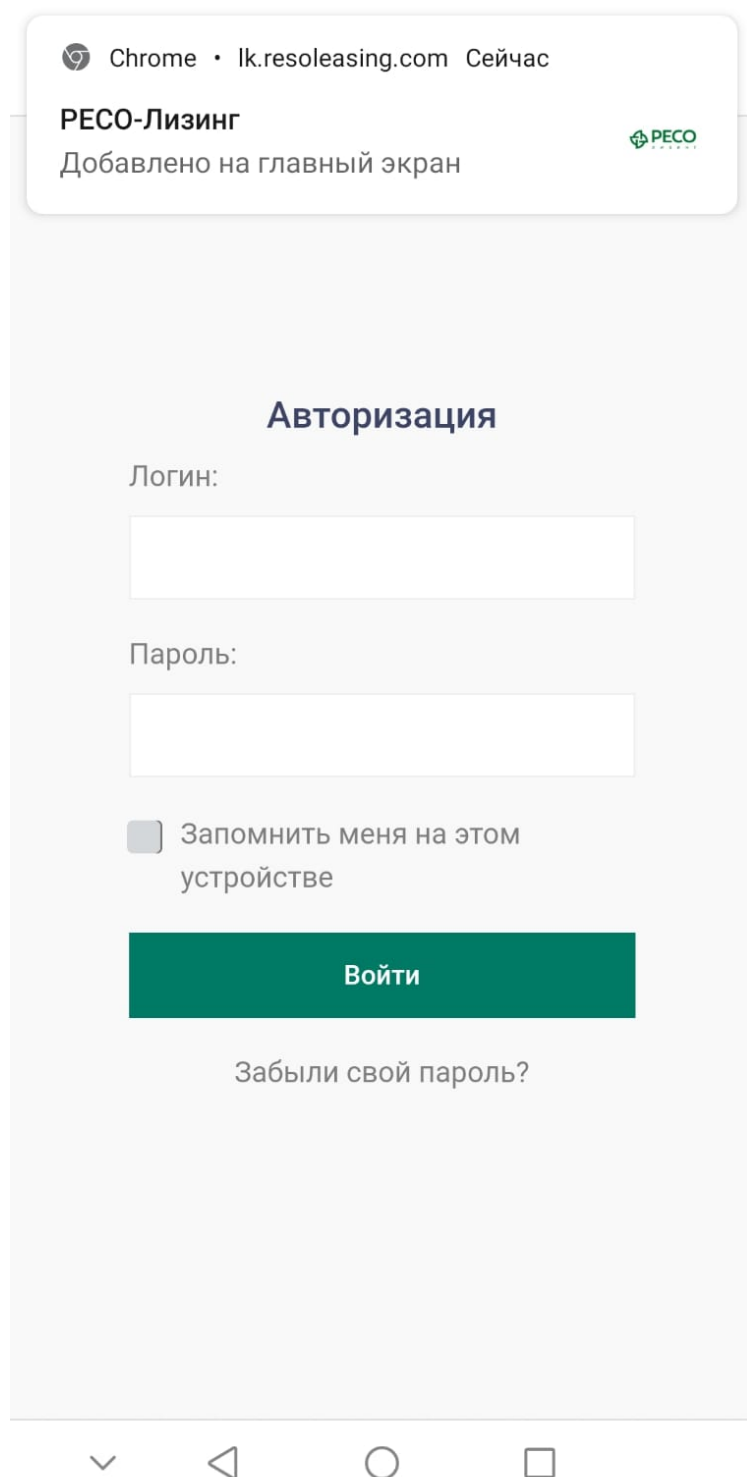 Chrome • lk.resoleasing.com Сейчас
РЕСО-Лизинг
Добавлено на главный экран
РЕСО
Авторизация
Логин:
Пароль:
Запомнить меня на этом
устройстве
Войти
Забыли свой пароль?